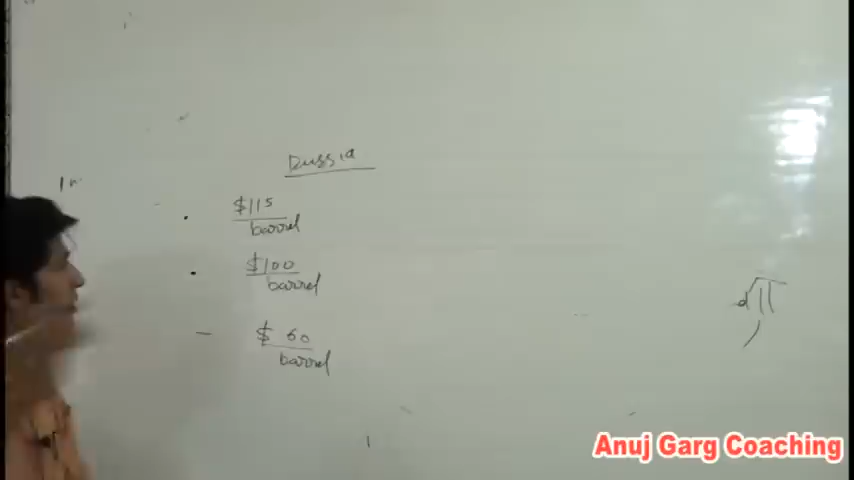 Russia
$115
barrel
$100
barrel
$ 60
barrel
Anuj Garg Coaching